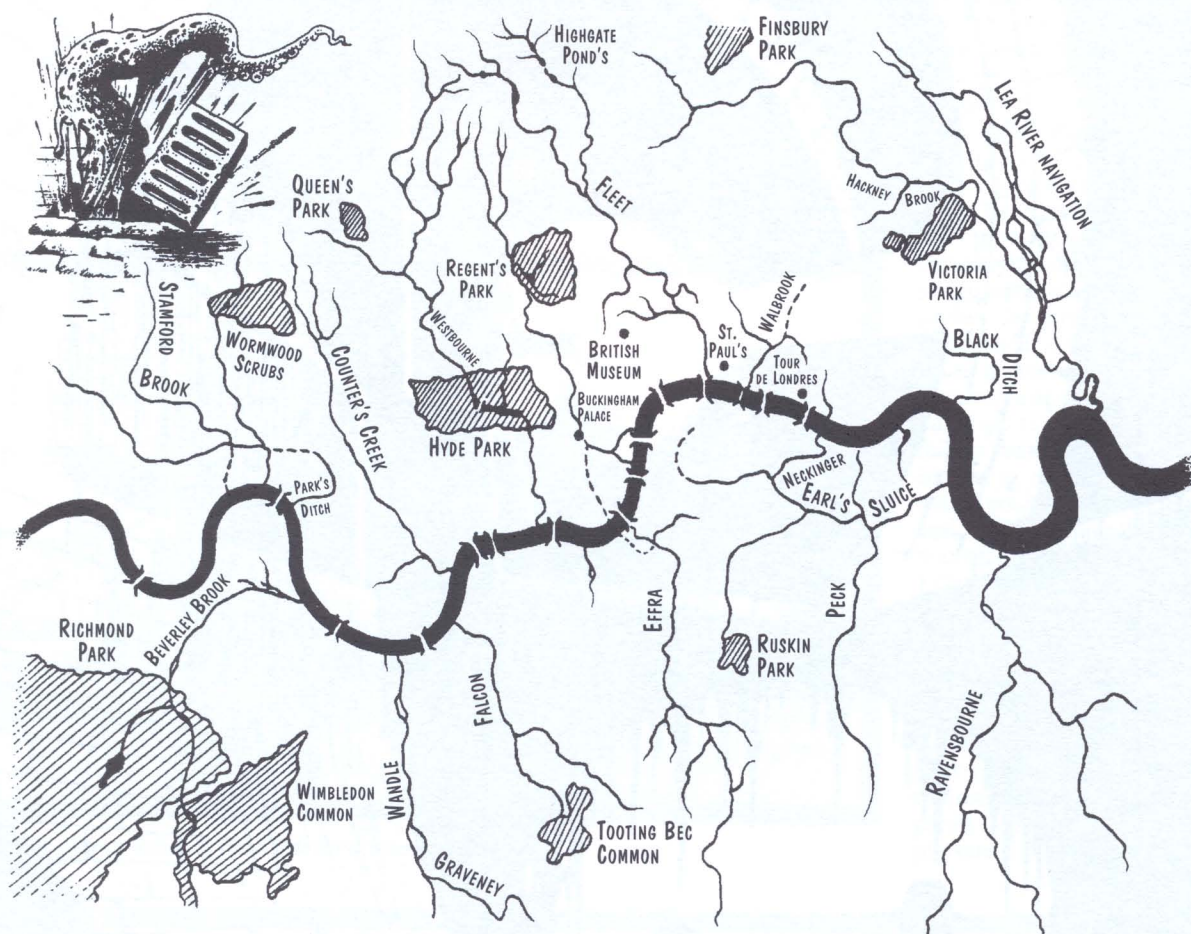 HIGHGATE
POND'S
FINSBURY
PARK
LEA RIVER NAVIGATION
QUEEN'S
PARK
FLEET
HACKNEY
BROOK
REGENT'S
PARK
VICTORIA
PARK
STAMFORD
BROOK
WORMWOOD
SCRUBS
COUNTER'S CREEK
WESTBOURNE
BRITISH
MUSEUM
ST.
PAUL'S
WALBROOK
TOUR
DE LONDRES
BLACK
DITCH
BUCKINGHAM
PALACE
HYDE PARK
PARK'S
DITCH
NECKINGER
EARL'S
SLUICE
RICHMOND
PARK
BEVERLEY BROOK
EFFRA
PECK
RUSKIN
PARK
FALCON
RAVENSBOURNE
WANDLE
WIMBLEDON
COMMON
TOOTING BEC
COMMON
GRAVENEY